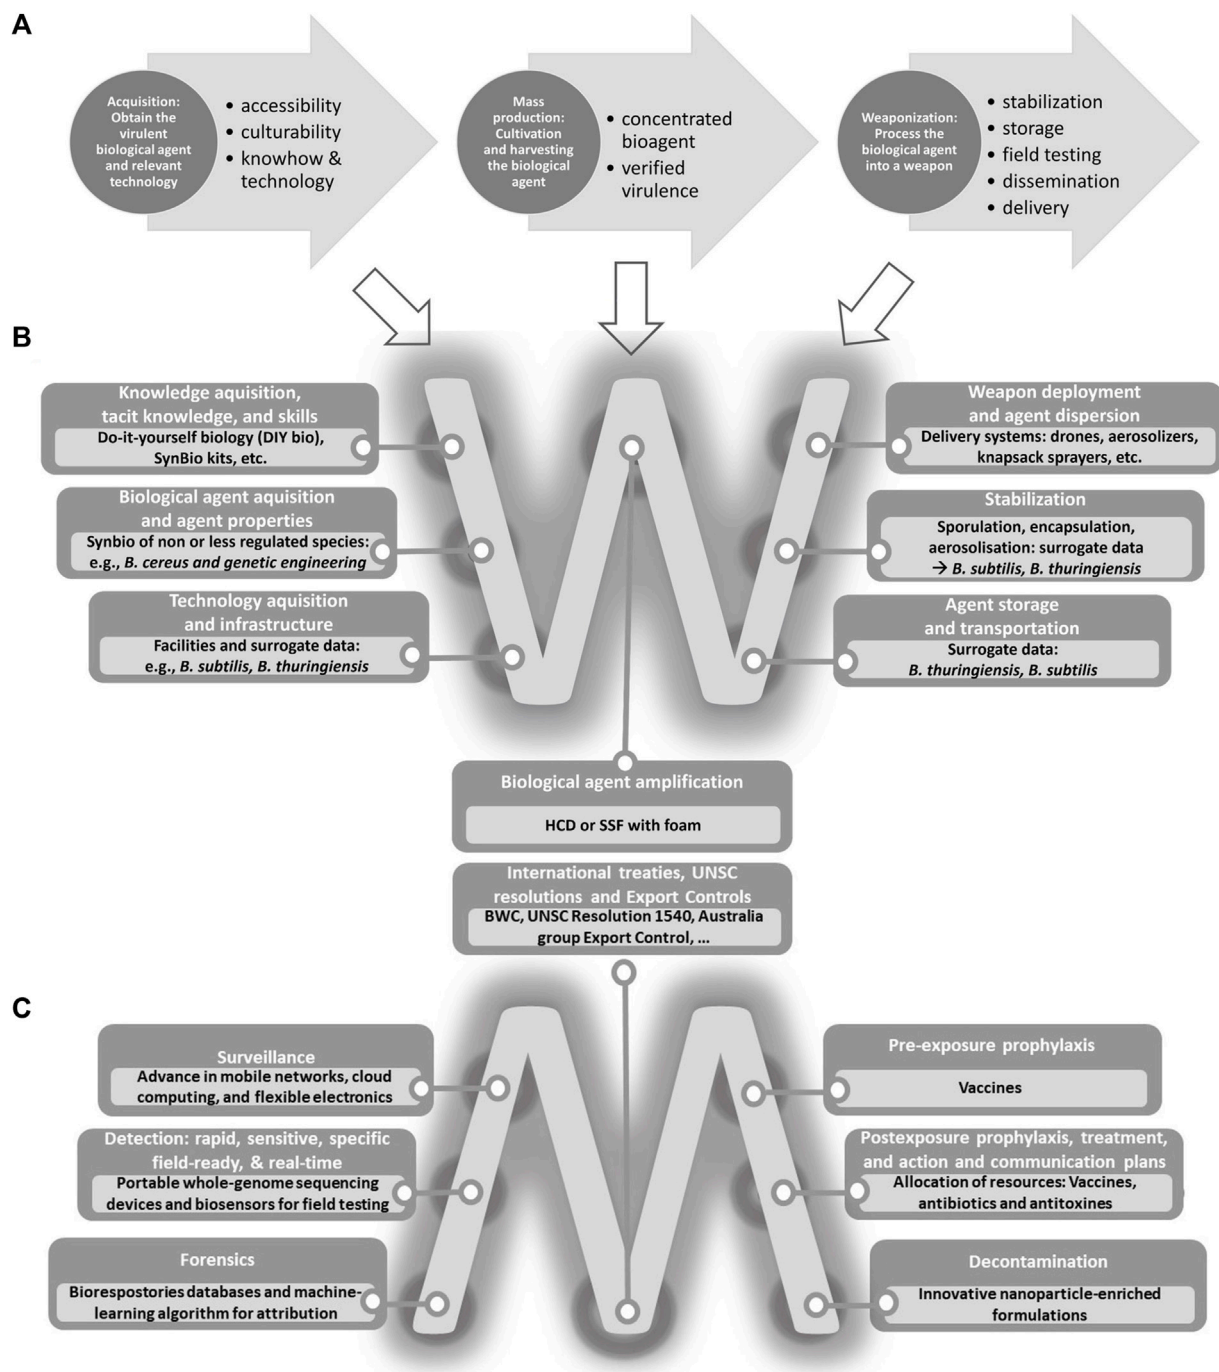 A
Acquisition:
Obtain the
virulent
biological agent
and relevant
technology
• accessibility
• culturability
• knowhow &
technology
Mass
production:
Cultivation
and harvesting
the biological
agent
• concentrated
bioagent
• verified
virulence
Weaponization:
Process the
biological agent
into a weapon
• stabilization
• storage
• field testing
• dissemination
• delivery
B
Knowledge aquisition,
tacit knowledge, and skills
Do-it-yourself biology (DIY bio),
SynBio kits, etc.
Biological agent aquisition
and agent properties
Synbio of non or less regulated species:
e.g., B. cereus and genetic engineering
Technology aquisition
and infrastructure
Facilities and surrogate data:
e.g., B. subtilis, B. thuringiensis
Weapon deployment
and agent dispersion
Delivery systems: drones, aerosolizers,
knapsack sprayers, etc.
Stabilization
Sporulation, encapsulation,
aerosolisation: surrogate data
→ B. subtilis, B. thuringiensis
Agent storage
and transportation
Surrogate data:
B. thuringiensis, B. subtilis
Biological agent amplification
HCD or SSF with foam
International treaties, UNSC
resolutions and Export Controls
BWC, UNSC Resolution 1540, Australia
group Export Control, ...
C
Surveillance
Advance in mobile networks, cloud
computing, and flexible electronics
Detection: rapid, sensitive, specific
field-ready, & real-time
Portable whole-genome sequencing
devices and biosensors for field testing
Forensics
Biorespostories databases and machine-
learning algorithm for attribution
Pre-exposure prophylaxis
Vaccines
Postexposure prophylaxis, treatment,
and action and communication plans
Allocation of resources: Vaccines,
antibiotics and antitoxines
Decontamination
Innovative nanoparticle-enriched
formulations